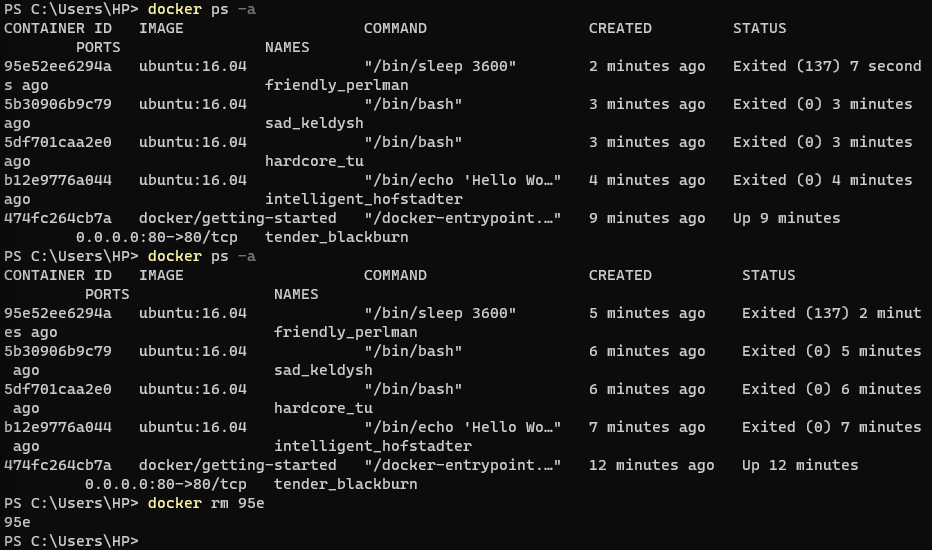 PS C:\Users\HP> docker ps -a
CONTAINER ID   IMAGE                    COMMAND                  CREATED         STATUS
        PORTS                NAMES
95e52ee6294a   ubuntu:16.04             "/bin/sleep 3600"        2 minutes ago   Exited (137) 7 second
s ago                        friendly_perlman
5b30906b9c79   ubuntu:16.04             "/bin/bash"              3 minutes ago   Exited (0) 3 minutes
ago                          sad_keldysh
5df701caa2e0   ubuntu:16.04             "/bin/bash"              3 minutes ago   Exited (0) 3 minutes
ago                          hardcore_tu
b12e9776a044   ubuntu:16.04             "/bin/echo 'Hello Wo…"   4 minutes ago   Exited (0) 4 minutes
ago                          intelligent_hofstadter
474fc264cb7a   docker/getting-started   "/docker-entrypoint.…"   9 minutes ago   Up 9 minutes
        0.0.0.0:80->80/tcp   tender_blackburn
PS C:\Users\HP> docker ps -a
CONTAINER ID   IMAGE                    COMMAND                  CREATED          STATUS
         PORTS                NAMES
95e52ee6294a   ubuntu:16.04             "/bin/sleep 3600"        5 minutes ago    Exited (137) 2 minut
es ago                        friendly_perlman
5b30906b9c79   ubuntu:16.04             "/bin/bash"              6 minutes ago    Exited (0) 5 minutes
 ago                          sad_keldysh
5df701caa2e0   ubuntu:16.04             "/bin/bash"              6 minutes ago    Exited (0) 6 minutes
 ago                          hardcore_tu
b12e9776a044   ubuntu:16.04             "/bin/echo 'Hello Wo…"   7 minutes ago    Exited (0) 7 minutes
 ago                          intelligent_hofstadter
474fc264cb7a   docker/getting-started   "/docker-entrypoint.…"   12 minutes ago   Up 12 minutes
         0.0.0.0:80->80/tcp   tender_blackburn
PS C:\Users\HP> docker rm 95e
95e
PS C:\Users\HP>